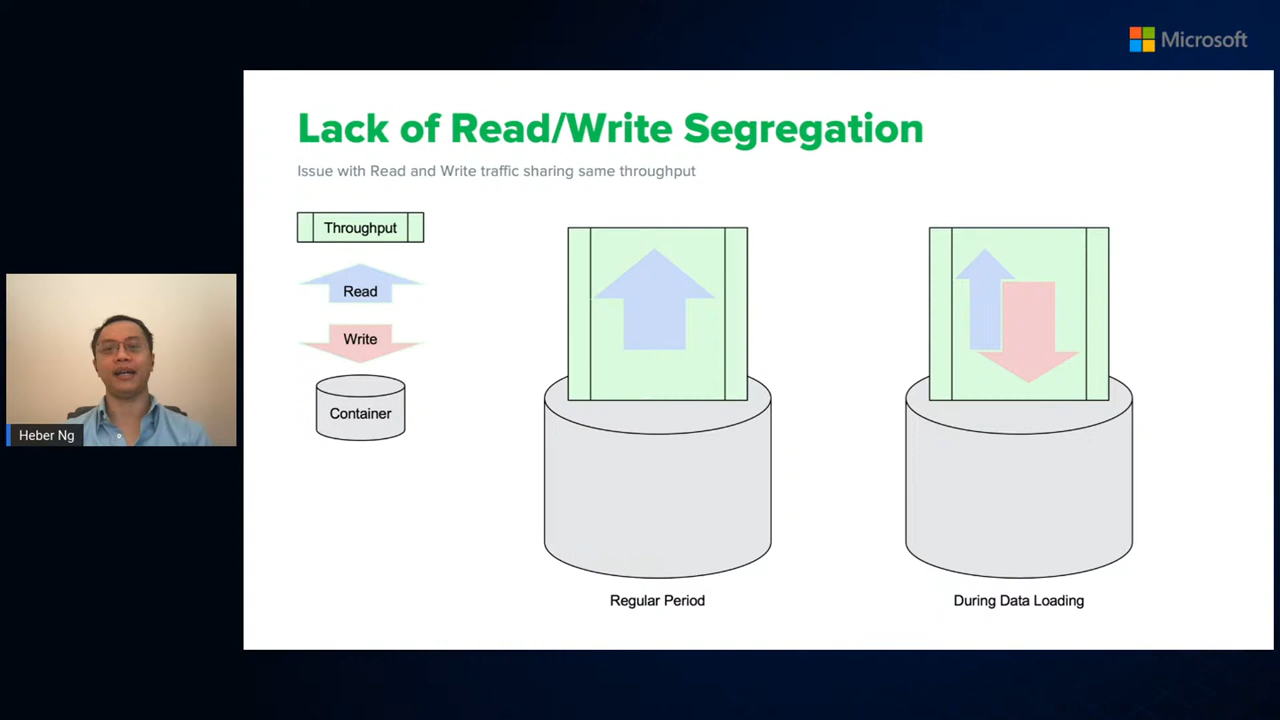 Microsoft
Lack of Read/Write Segregation
Issue with Read and Write traffic sharing same throughput
Throughput
Read
Write
Container
Heber Ng
Regular Period
During Data Loading